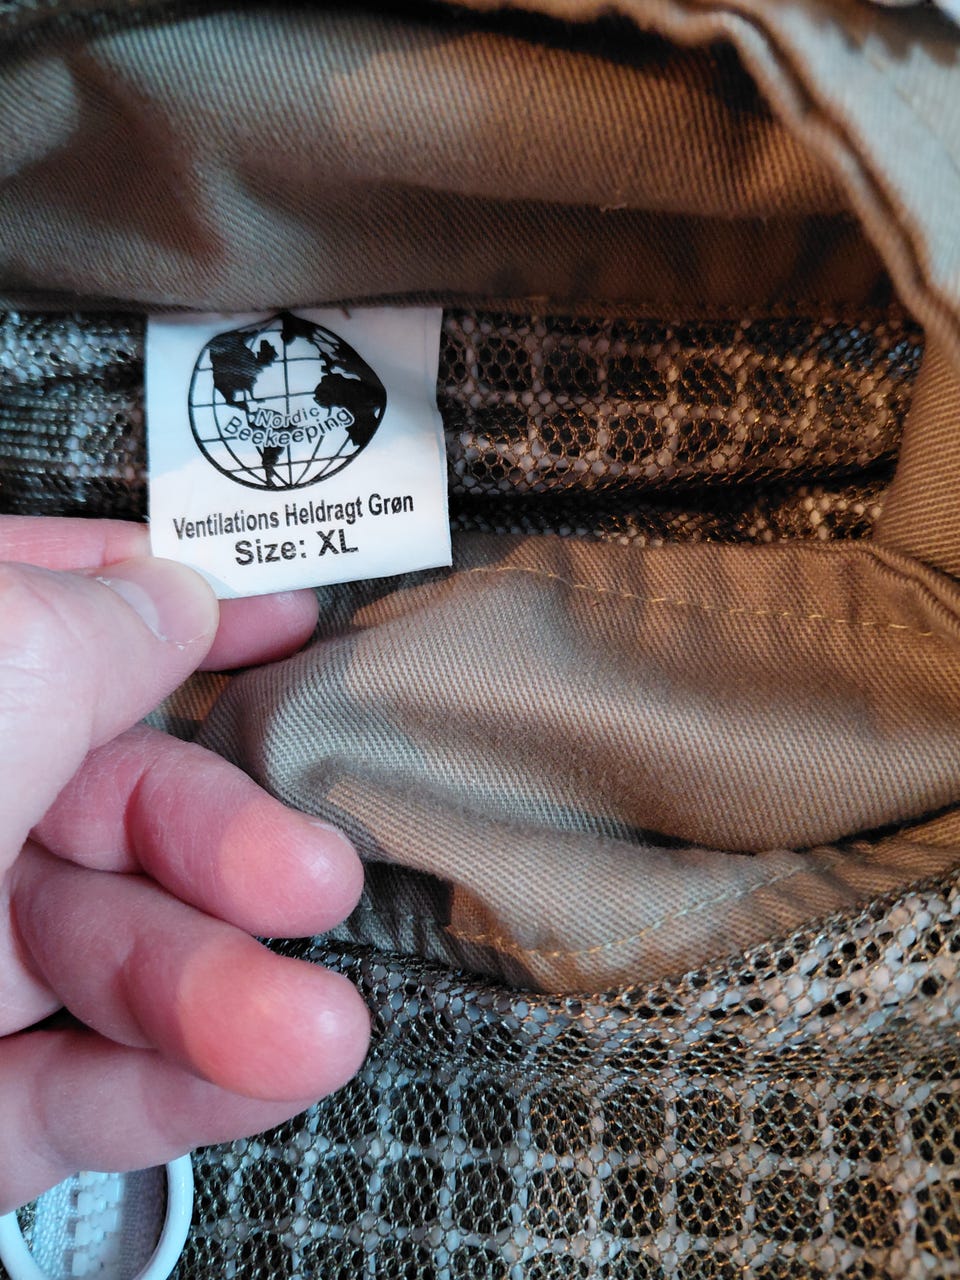 Nordic
Beekeeping
Ventilations Heldragt Grøn
Size: XL